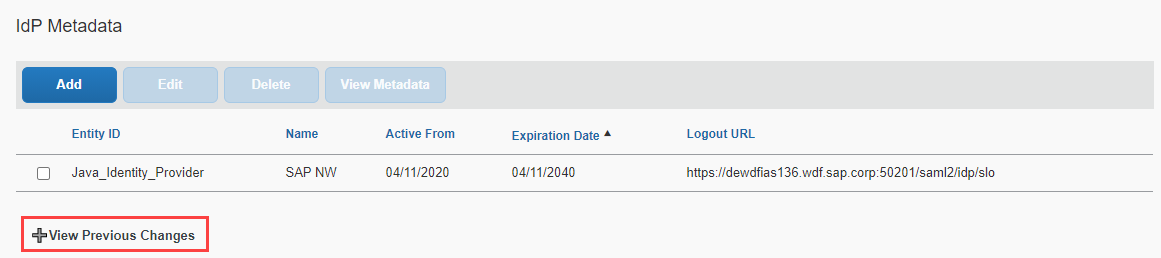 IdP Metadata
Add Edit Delete View Metadata
Entity ID Name Active From Expiration Date Logout URL
Java_Identity_Provider SAP NW 04/11/2020 04/11/2040 https://dewdfias136.wdf.sap.corp:50201/saml2/idp/slo
View Previous Changes